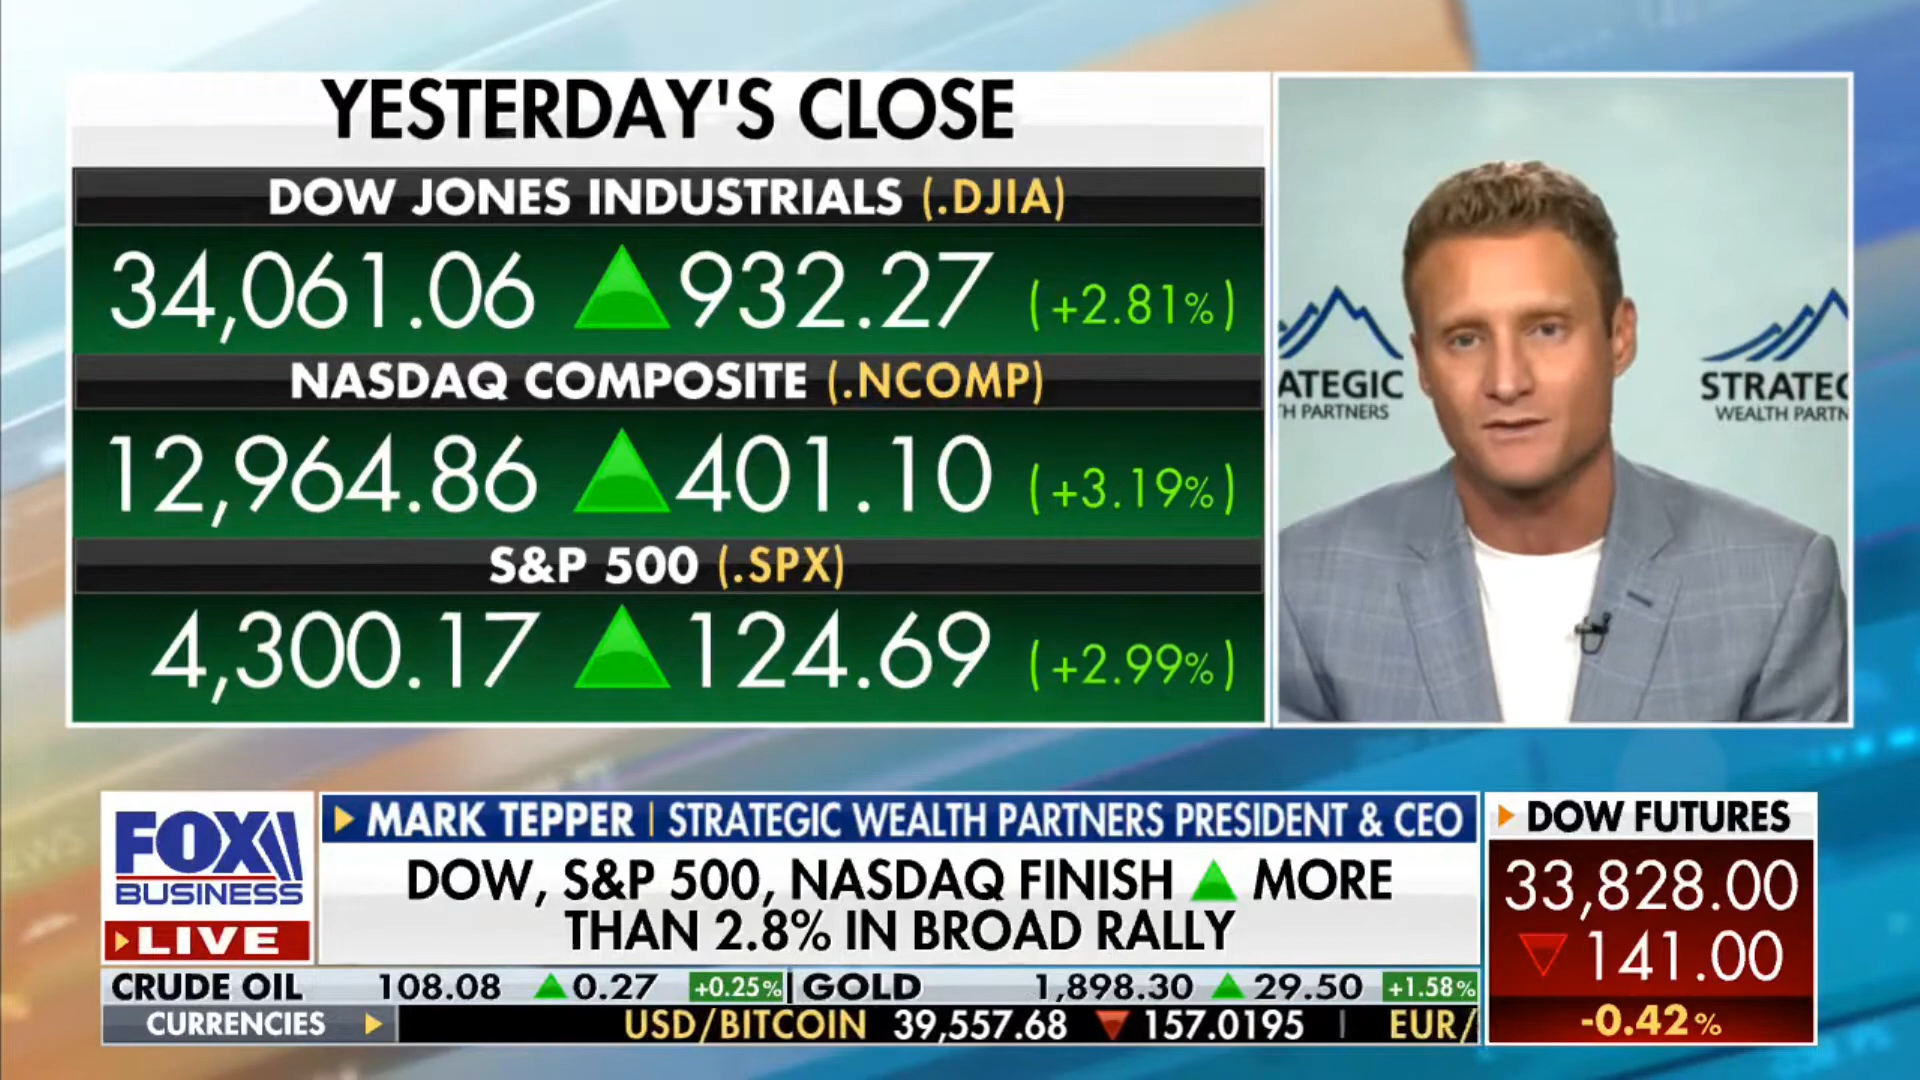 YESTERDAY'S CLOSE
DOW JONES INDUSTRIALS (.DJIA)
34,061.06 ▲ 932.27 (+2.81%)
NASDAQ COMPOSITE (.NCOMP)
12,964.86 ▲ 401.10 (+3.19%)
S&P 500 (.SPX)
4,300.17 ▲ 124.69 (+2.99%)
ATEGIC
TH PARTNERS
STRATEG
WEALTH PARTN
FOX BUSINESS
LIVE
MARK TEPPER | STRATEGIC WEALTH PARTNERS PRESIDENT & CEO
DOW, S&P 500, NASDAQ FINISH ▲ MORE
THAN 2.8% IN BROAD RALLY
DOW FUTURES
33,828.00
▼ 141.00
-0.42%
CRUDE OIL 108.08 ▲ 0.27 +0.25% | GOLD 1,898.30 ▲ 29.50 +1.58%
CURRENCIES USD/BITCOIN 39,557.68 ▼ 157.0195 | EUR/